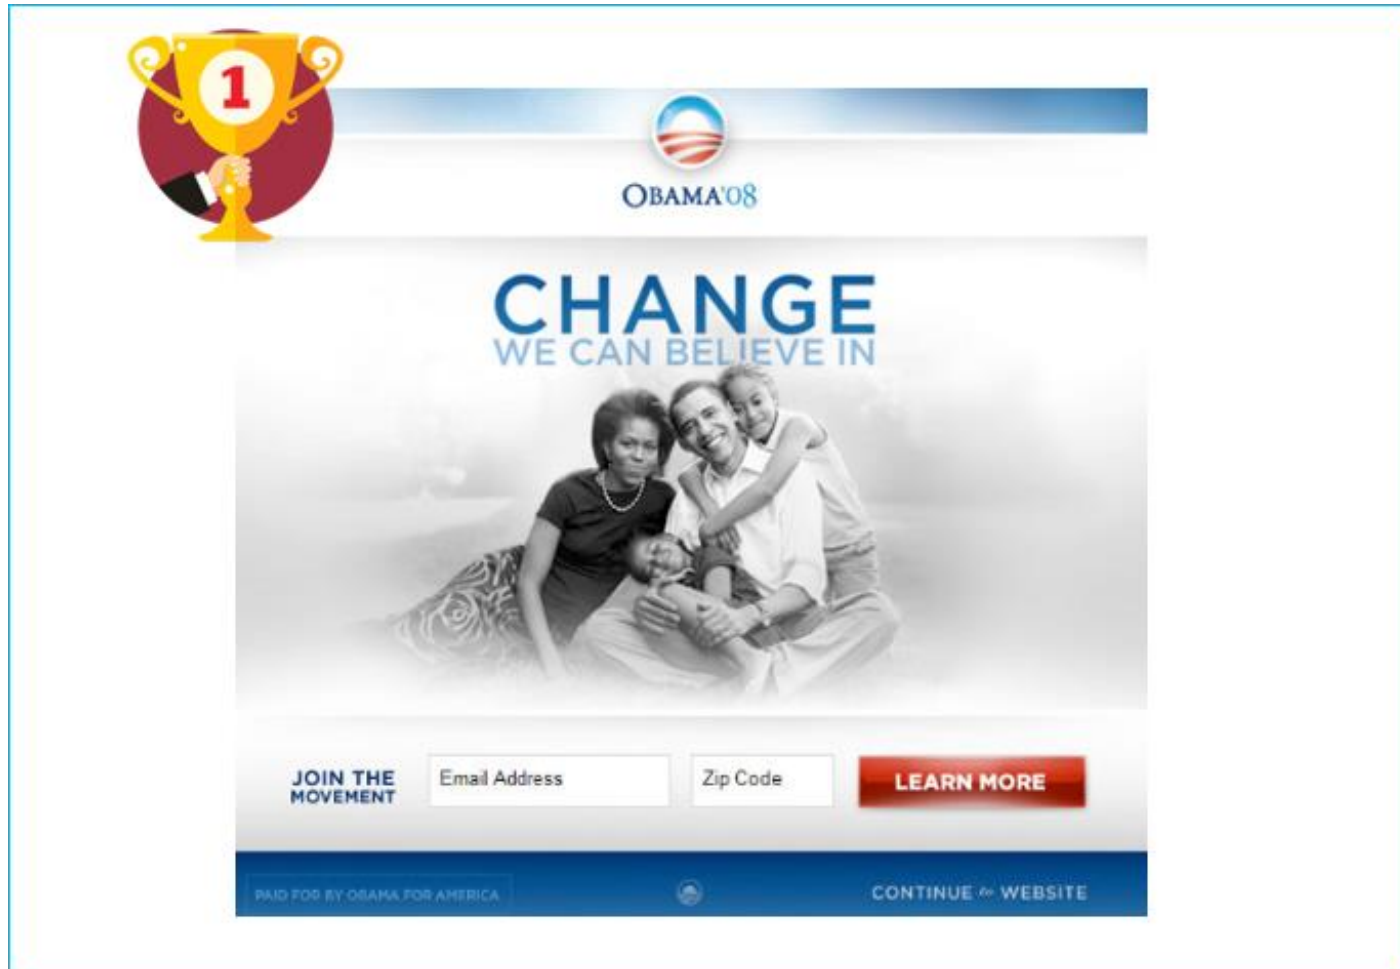 1
OBAMA'08
CHANGE
WE CAN BELIEVE IN
JOIN THE
MOVEMENT
Email Address
Zip Code
LEARN MORE
PAID FOR BY OBAMA FOR AMERICA
CONTINUE to WEBSITE